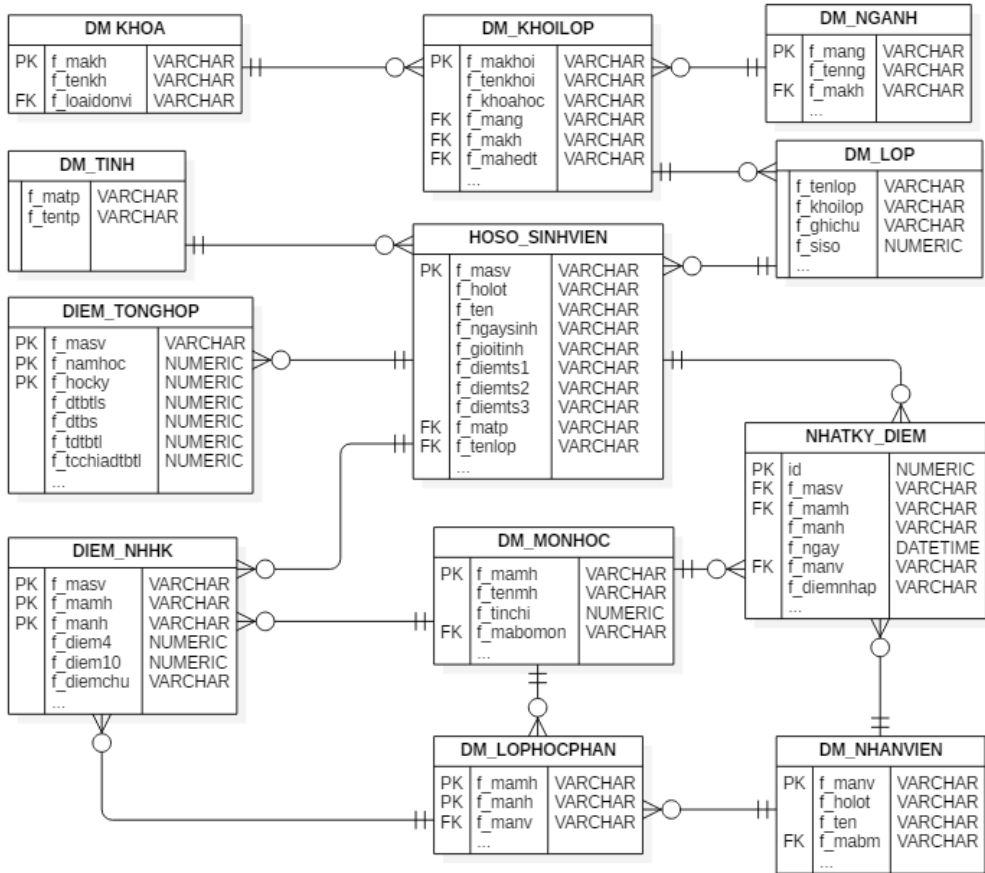 DM KHOA
PK f_makh VARCHAR
f_tenkh VARCHAR
FK f_loaidonvi VARCHAR
DM_KHOILOP
PK f_makhoi VARCHAR
f_tenkhoi VARCHAR
f_khoahoc VARCHAR
FK f_mang VARCHAR
FK f_makh VARCHAR
FK f_mahedt VARCHAR
...
DM_NGANH
PK f_mang VARCHAR
f_tenng VARCHAR
FK f_makh VARCHAR
...
DM_TINH
f_matp VARCHAR
f_tentp VARCHAR
DM_LOP
f_tenlop VARCHAR
f_khoilop VARCHAR
f_ghichu VARCHAR
f_siso NUMERIC
...
HOSO_SINHVIEN
PK f_masv VARCHAR
f_holot VARCHAR
f_ten VARCHAR
f_ngaysinh VARCHAR
f_gioitinh VARCHAR
f_diemts1 VARCHAR
f_diemts2 VARCHAR
f_diemts3 VARCHAR
FK f_matp VARCHAR
FK f_tenlop VARCHAR
...
DIEM_TONGHOP
PK f_masv VARCHAR
PK f_namhoc NUMERIC
PK f_hocky NUMERIC
f_dtbtls NUMERIC
f_dtbs NUMERIC
f_tdtbtl NUMERIC
f_tcchiadtbtl NUMERIC
...
NHATKY_DIEM
PK id NUMERIC
FK f_masv VARCHAR
FK f_mamh VARCHAR
f_manh VARCHAR
f_ngay DATETIME
FK f_manv VARCHAR
f_diemnhap VARCHAR
...
DIEM_NHHK
PK f_masv VARCHAR
PK f_mamh VARCHAR
PK f_manh VARCHAR
f_diem4 NUMERIC
f_diem10 NUMERIC
f_diemchu VARCHAR
...
DM_MONHOC
PK f_mamh VARCHAR
f_tenmh VARCHAR
f_tinchi NUMERIC
FK f_mabomon VARCHAR
...
DM_LOPHOCPHAN
PK f_mamh VARCHAR
PK f_manh VARCHAR
FK f_manv VARCHAR
...
DM_NHANVIEN
PK f_manv VARCHAR
f_holot VARCHAR
f_ten VARCHAR
FK f_mabm VARCHAR
...